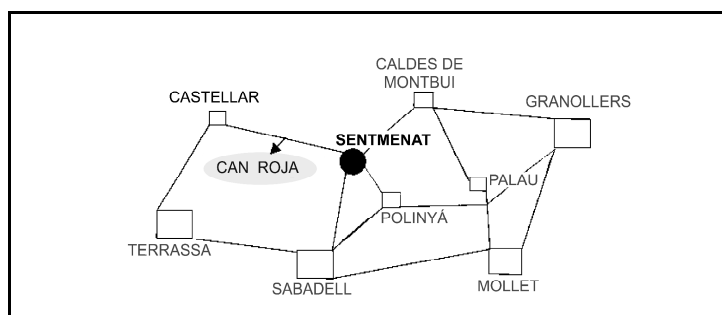 CALDES DE
MONTBUI
CASTELLAR
GRANOLLERS
SENTMENAT
CAN ROJA
PALAU
POLINYÁ
TERRASSA
SABADELL
MOLLET